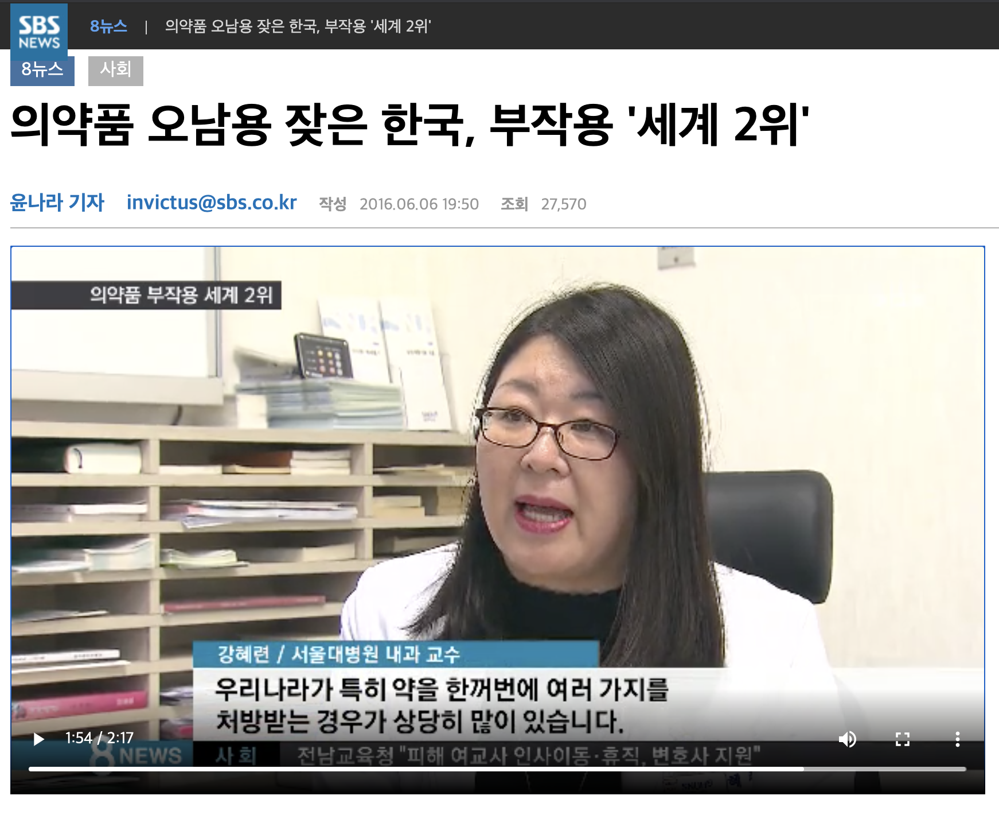 SBS
NEWS
8뉴스 | 의약품 오남용 잦은 한국, 부작용 '세계 2위'
8뉴스 사회
의약품 오남용 잦은 한국, 부작용 '세계 2위'
윤나라 기자 invictus@sbs.co.kr 작성 2016.06.06 19:50 조회 27,570
의약품 부작용 세계 2위
강혜련 / 서울대병원 내과 교수
우리나라가 특히 약을 한꺼번에 여러 가지를
처방받는 경우가 상당히 많이 있습니다.
1:54 / 2:17
8 NEWS 사회 전남교육청 "피해 여교사 인사이동·휴직, 변호사 지원"